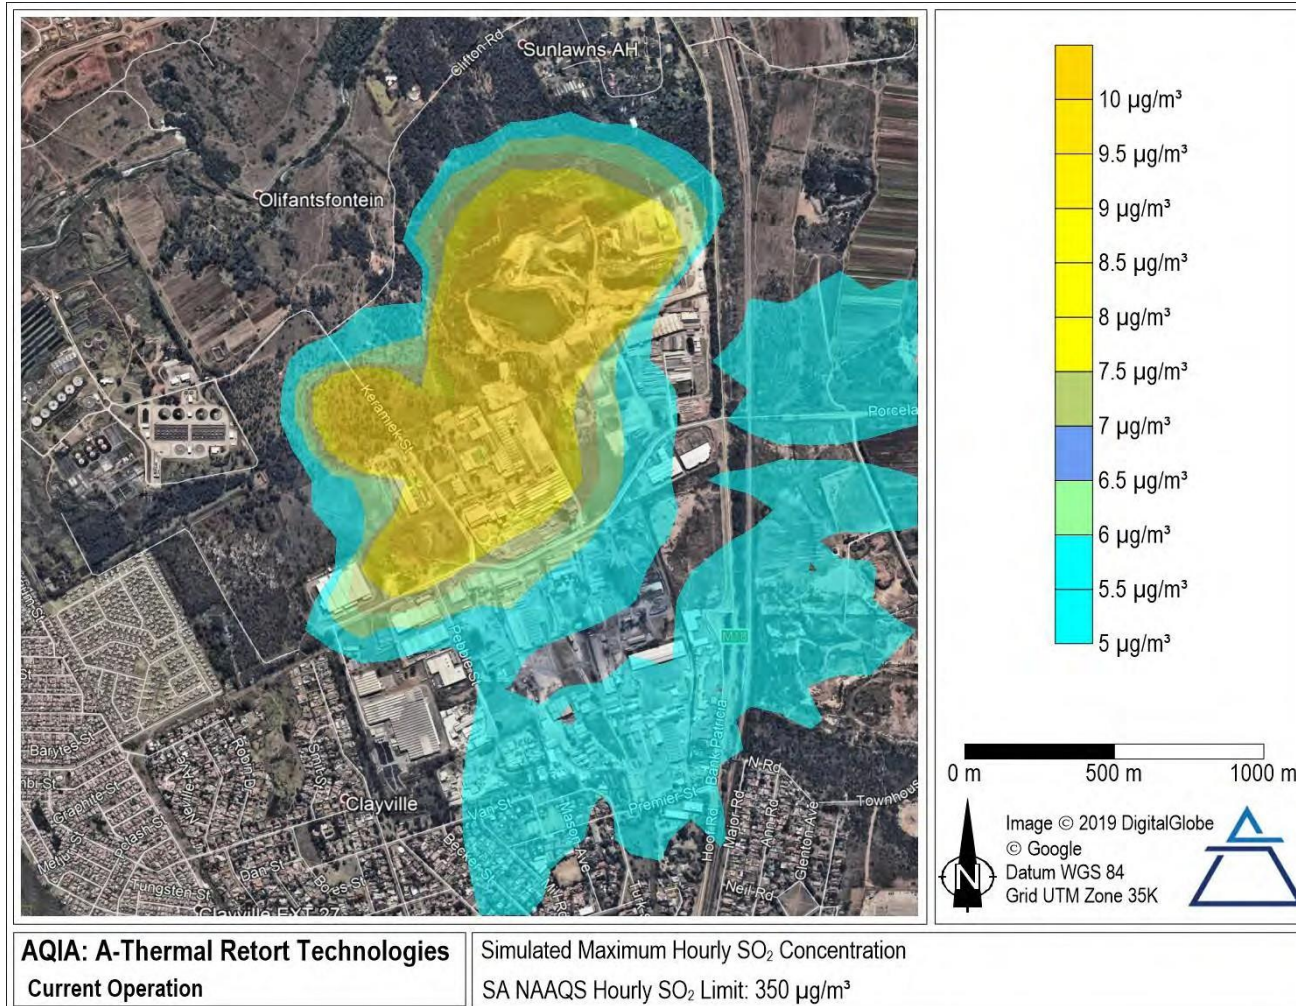 Sunlawns AH
Clifton Rd
Olifantsfontein
Keramiek St
Porcela
Pebble St
M18
Bank Patricia
Barytes St
Neville Ave
Robin Dr
Smit St
N Rd
Graphite St
Clayville
Van St
Premier St
Townhous
Potash St
Mason Ave
Hoof Rd
Major Rd
Ann Rd
Glenton Ave
Dan St
Tungsten St
Boies St
Neil Rd
Clayville EXT 27
10 µg/m³
9.5 µg/m³
9 µg/m³
8.5 µg/m³
8 µg/m³
7.5 µg/m³
7 µg/m³
6.5 µg/m³
6 µg/m³
5.5 µg/m³
5 µg/m³
0 m 500 m 1000 m
N
Image © 2019 DigitalGlobe
© Google
Datum WGS 84
Grid UTM Zone 35K
AQIA: A-Thermal Retort Technologies
Current Operation
Simulated Maximum Hourly SO₂ Concentration
SA NAAQS Hourly SO₂ Limit: 350 µg/m³